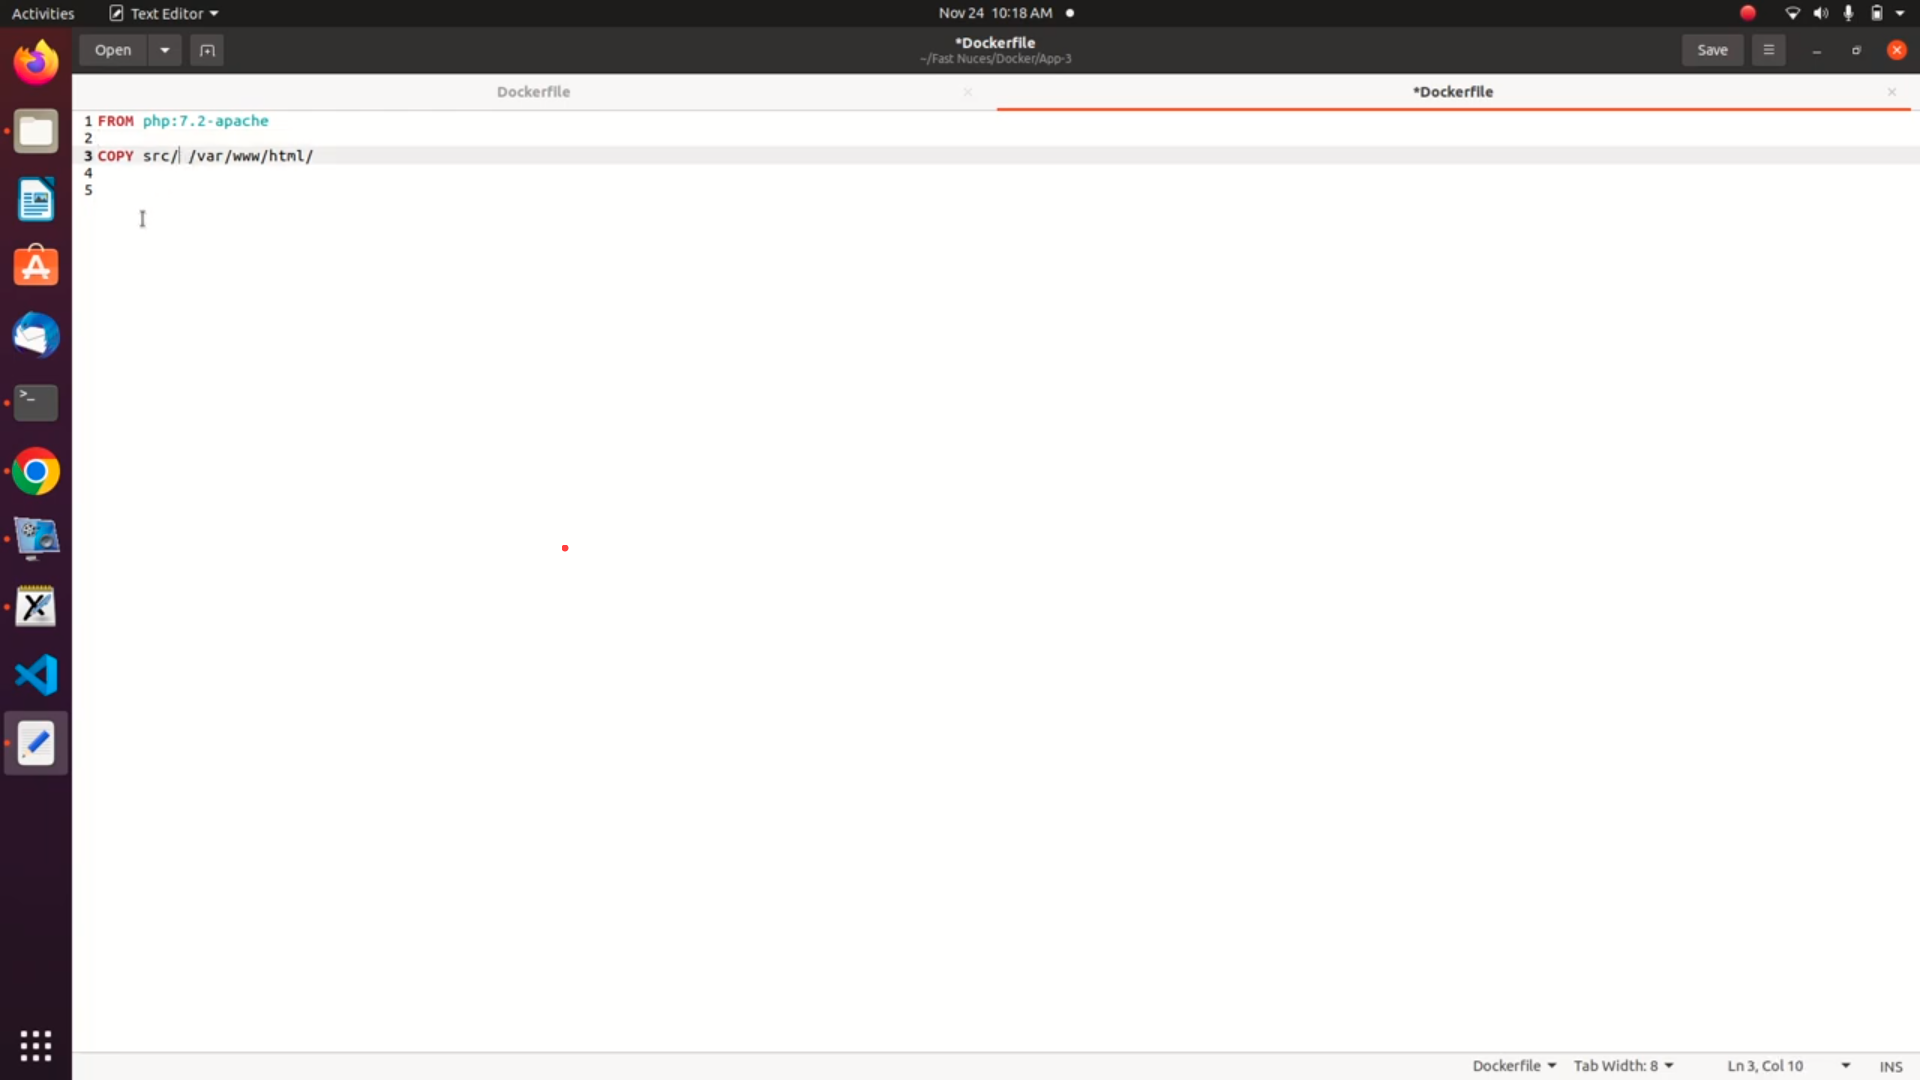 Activities Text Editor Nov 24 10:18 AM
Open *Dockerfile Save
~/Fast Nuces/Docker/App-3
Dockerfile *Dockerfile
1 FROM php:7.2-apache
2
3 COPY src/ /var/www/html/
4
5
Dockerfile Tab Width: 8 Ln 3, Col 10 INS